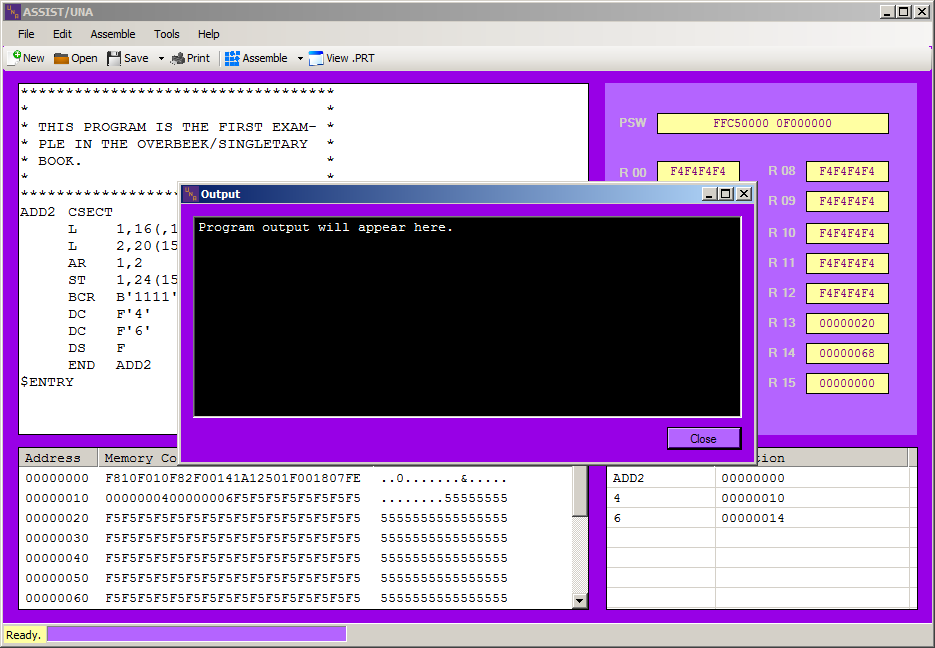 ASSIST/UNA
File Edit Assemble Tools Help
New Open Save Print Assemble View .PRT
***********************************
* *
* THIS PROGRAM IS THE FIRST EXAM- *
* PLE IN THE OVERBEEK/SINGLETARY *
* BOOK. *
* *
******************
ADD2 CSECT
L 1,16(,1
L 2,20(15
AR 1,2
ST 1,24(15
BCR B'1111'
DC F'4'
DC F'6'
DS F
END ADD2
$ENTRY
PSW FFC50000 0F000000
R 00 F4F4F4F4 R 08 F4F4F4F4
R 09 F4F4F4F4
R 10 F4F4F4F4
R 11 F4F4F4F4
R 12 F4F4F4F4
R 13 00000020
R 14 00000068
R 15 00000000
Output
Program output will appear here.
Close
Address Memory Co
00000000 F810F010F82F00141A12501F001807FE ..0.......&.....
00000010 0000000400000006F5F5F5F5F5F5F5F5 ........55555555
00000020 F5F5F5F5F5F5F5F5F5F5F5F5F5F5F5F5 5555555555555555
00000030 F5F5F5F5F5F5F5F5F5F5F5F5F5F5F5F5 5555555555555555
00000040 F5F5F5F5F5F5F5F5F5F5F5F5F5F5F5F5 5555555555555555
00000050 F5F5F5F5F5F5F5F5F5F5F5F5F5F5F5F5 5555555555555555
00000060 F5F5F5F5F5F5F5F5F5F5F5F5F5F5F5F5 5555555555555555
tion
ADD2 00000000
4 00000010
6 00000014
Ready.